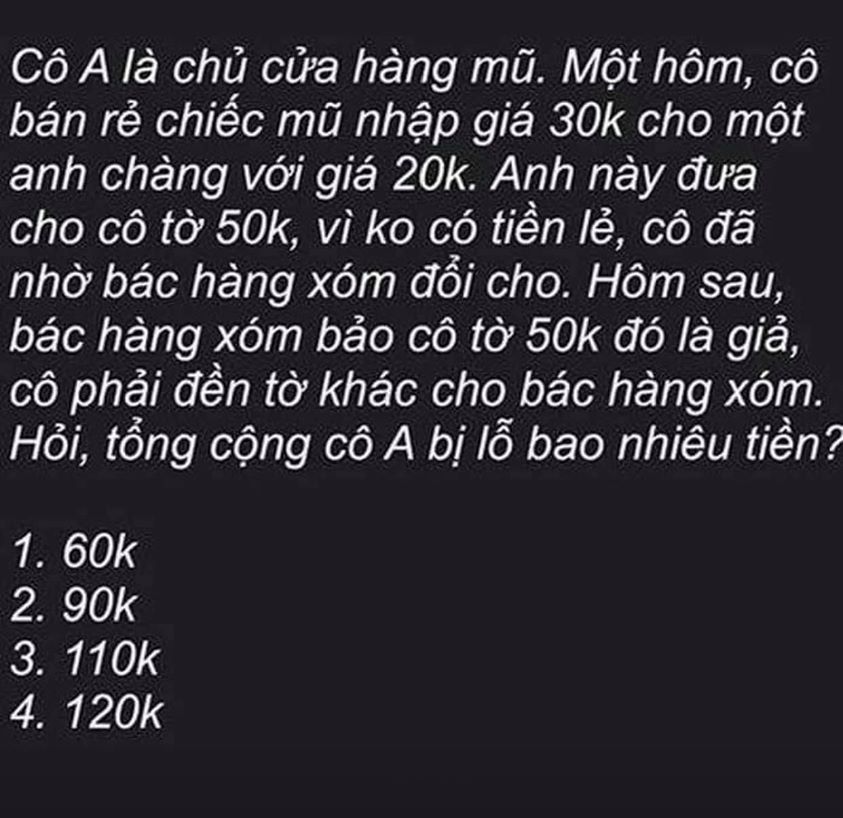 Cô A là chủ cửa hàng mũ. Một hôm, cô
bán rẻ chiếc mũ nhập giá 30k cho một
anh chàng với giá 20k. Anh này đưa
cho cô tờ 50k, vì ko có tiền lẻ, cô đã
nhờ bác hàng xóm đổi cho. Hôm sau,
bác hàng xóm bảo cô tờ 50k đó là giả,
cô phải đền tờ khác cho bác hàng xóm.
Hỏi, tổng cộng cô A bị lỗ bao nhiêu tiền?
1. 60k
2. 90k
3. 110k
4. 120k